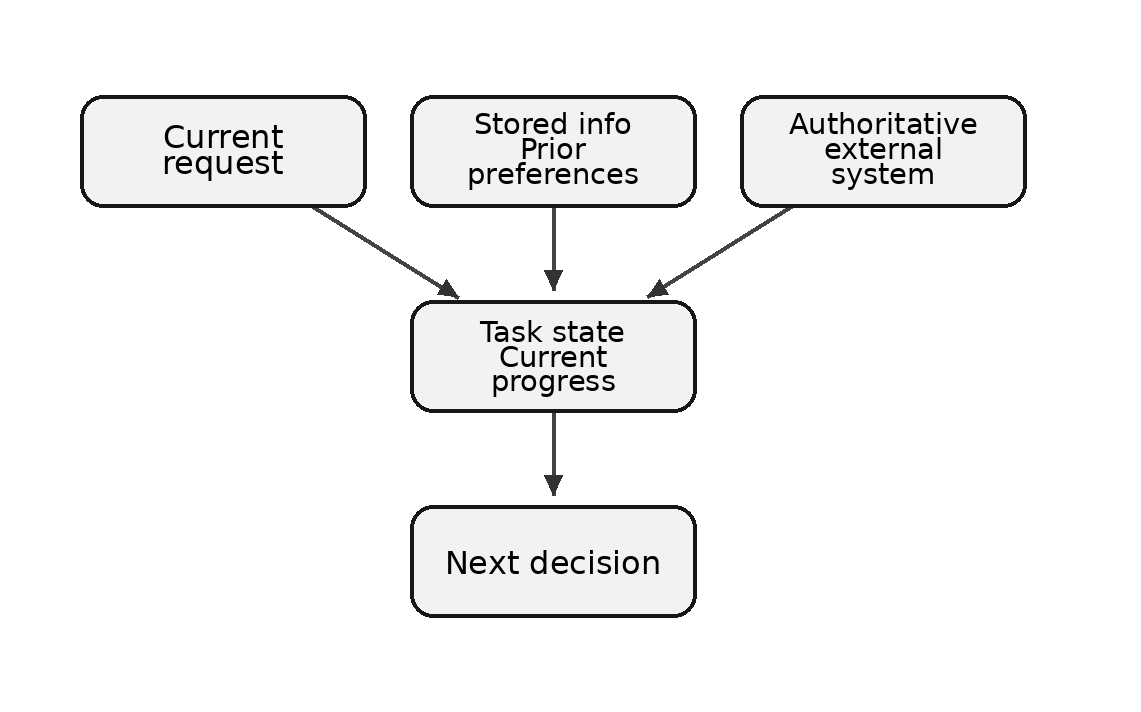 Current
request
Stored info
Prior
preferences
Authoritative
external
system
Task state
Current
progress
Next decision